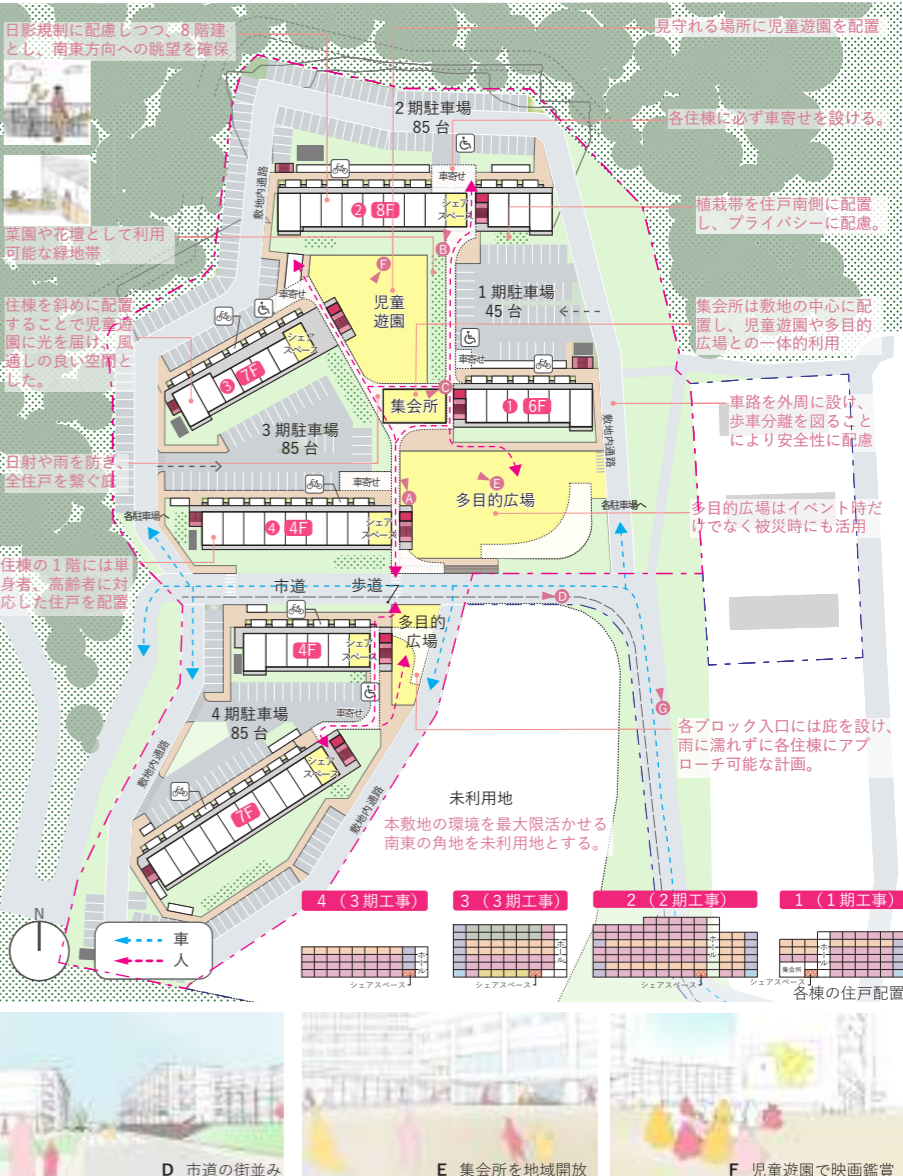 日影規制に配慮しつつ、8 階建
とし、南東方向への眺望を確保
見守れる場所に児童遊園を配置
2 期駐車場
85 台
各住棟に必ず車寄せを設ける。
車寄せ
敷地内通路
2 8F
シェア
スペース
植栽帯を住戸南側に配置
し、プライバシーに配慮。
菜園や花壇として利用
可能な緑地帯
B
F
児童
遊園
車寄せ
1 期駐車場
45 台
住棟を斜めに配置
することで児童遊
園に光を届け、風
通しの良い空間と
した。
シェア
スペース
3 7F
集会所は敷地の中心に配
置し、児童遊園や多目的
広場との一体的利用
車寄せ
C
集会所
1 6F
車路を外周に設け、
歩車分離を図ること
により安全性に配慮
敷地内通路
3 期駐車場
85 台
日射や雨を防ぎ、
全住戸を繋ぐ庇
車寄せ
A
E
多目的広場
多目的広場はイベント時だ
けでなく被災時にも活用
各駐車場へ
各駐車場へ
4 4F
シェア
スペース
住棟の 1 階には単
身者、高齢者に対
応した住戸を配置
市道
歩道
D
多目的
広場
4F
シェア
スペース
4 期駐車場
85 台
車寄せ
G
各ブロック入口には庇を設け、
雨に濡れずに各住棟にアプ
ローチ可能な計画。
敷地内通路
シェア
スペース
7F
敷地内通路
未利用地
本敷地の環境を最大限活かせる
南東の角地を未利用地とする。
4 （3 期工事）
3 （3 期工事）
2 （2 期工事）
1 （1 期工事）
N
車
人
ホール
ホール
ホール
ホール
集会所
シェアスペース
シェアスペース
シェアスペース
シェアスペース
各棟の住戸配置
D 市道の街並み
E 集会所を地域開放
F 児童遊園で映画鑑賞